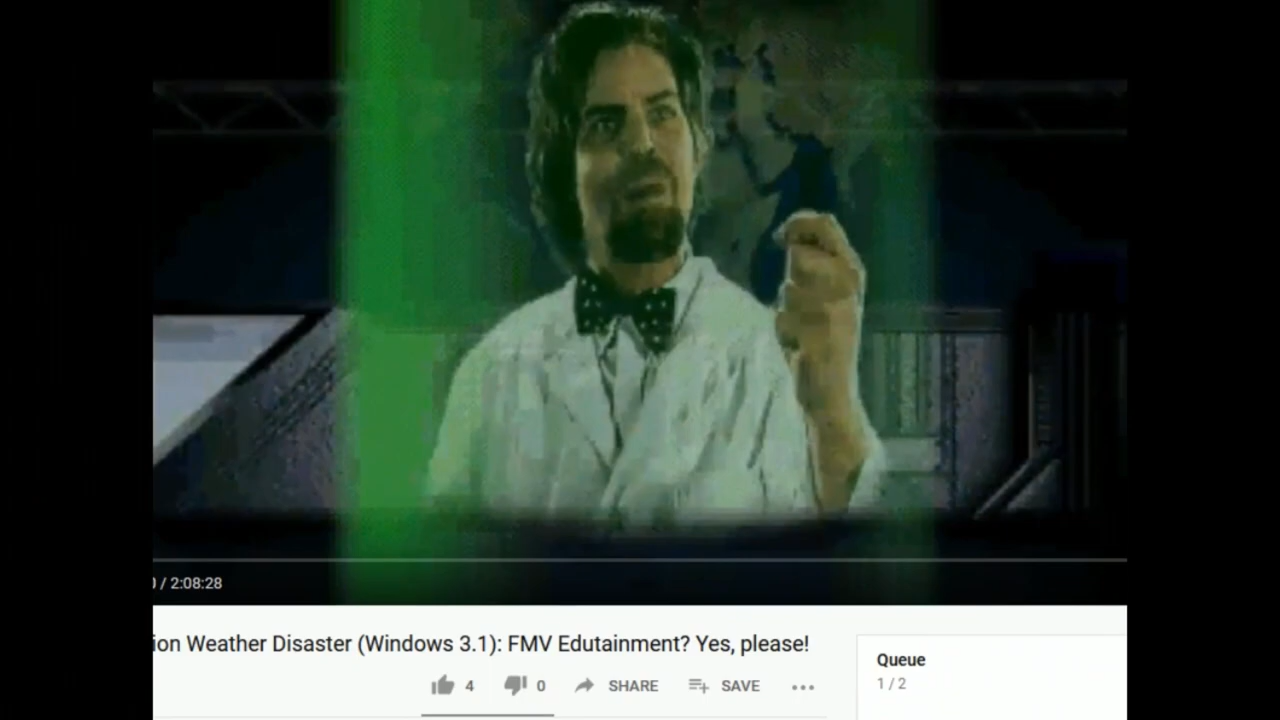 / 2:08:28
ion Weather Disaster (Windows 3.1): FMV Edutainment? Yes, please!
Queue
1 / 2
4
0
SHARE
SAVE